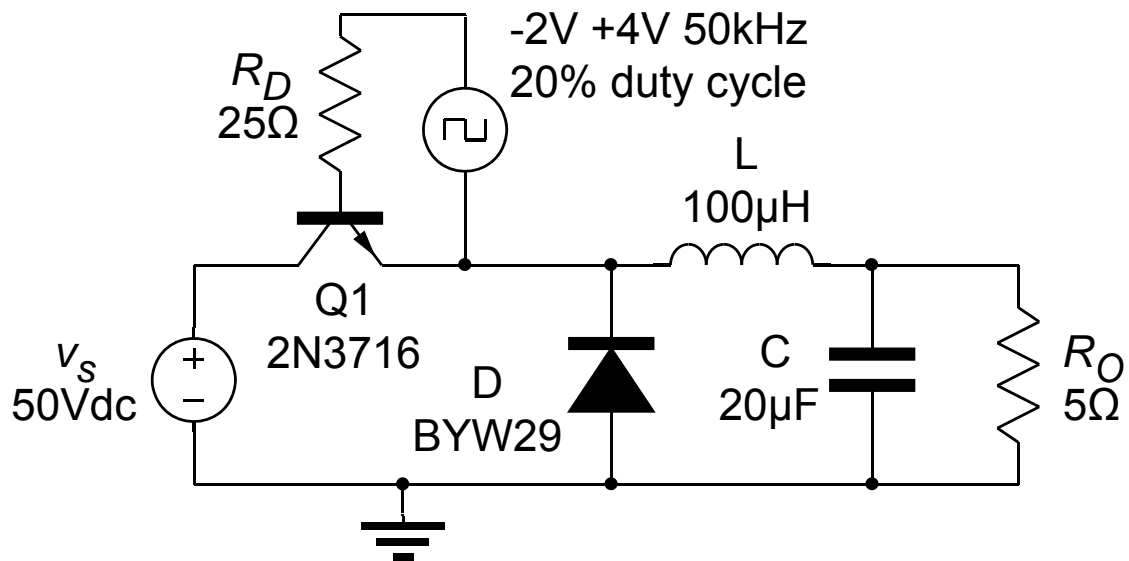 -2V +4V 50kHz
20% duty cycle
R_D
25Ω
L
100µH
Q1
2N3716
v_s
50Vdc
+
−
D
BYW29
C
20µF
R_O
5Ω